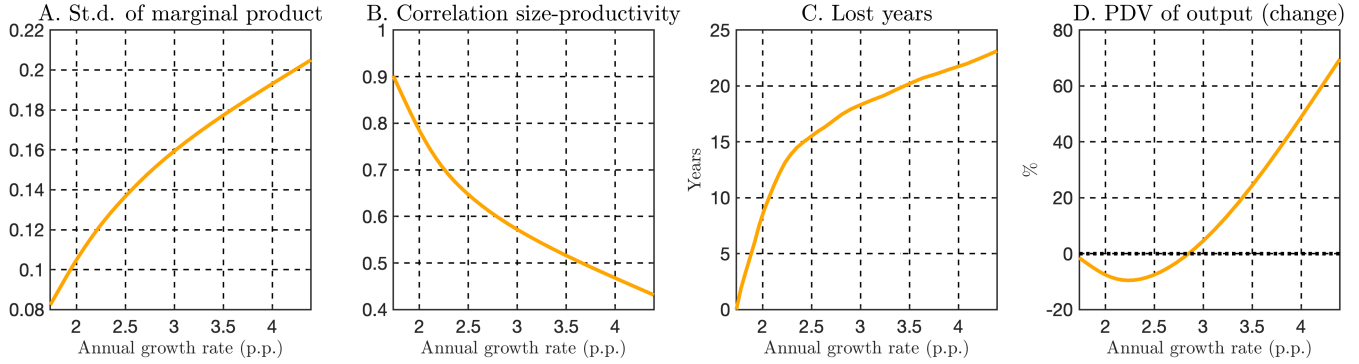 A. St.d. of marginal product
0.22
0.2
0.18
0.16
0.14
0.12
0.1
0.08
2 2.5 3 3.5 4
Annual growth rate (p.p.)
B. Correlation size-productivity
1
0.9
0.8
0.7
0.6
0.5
0.4
2 2.5 3 3.5 4
Annual growth rate (p.p.)
C. Lost years
Years
25
20
15
10
5
0
2 2.5 3 3.5 4
Annual growth rate (p.p.)
D. PDV of output (change)
%
80
60
40
20
0
-20
2 2.5 3 3.5 4
Annual growth rate (p.p.)